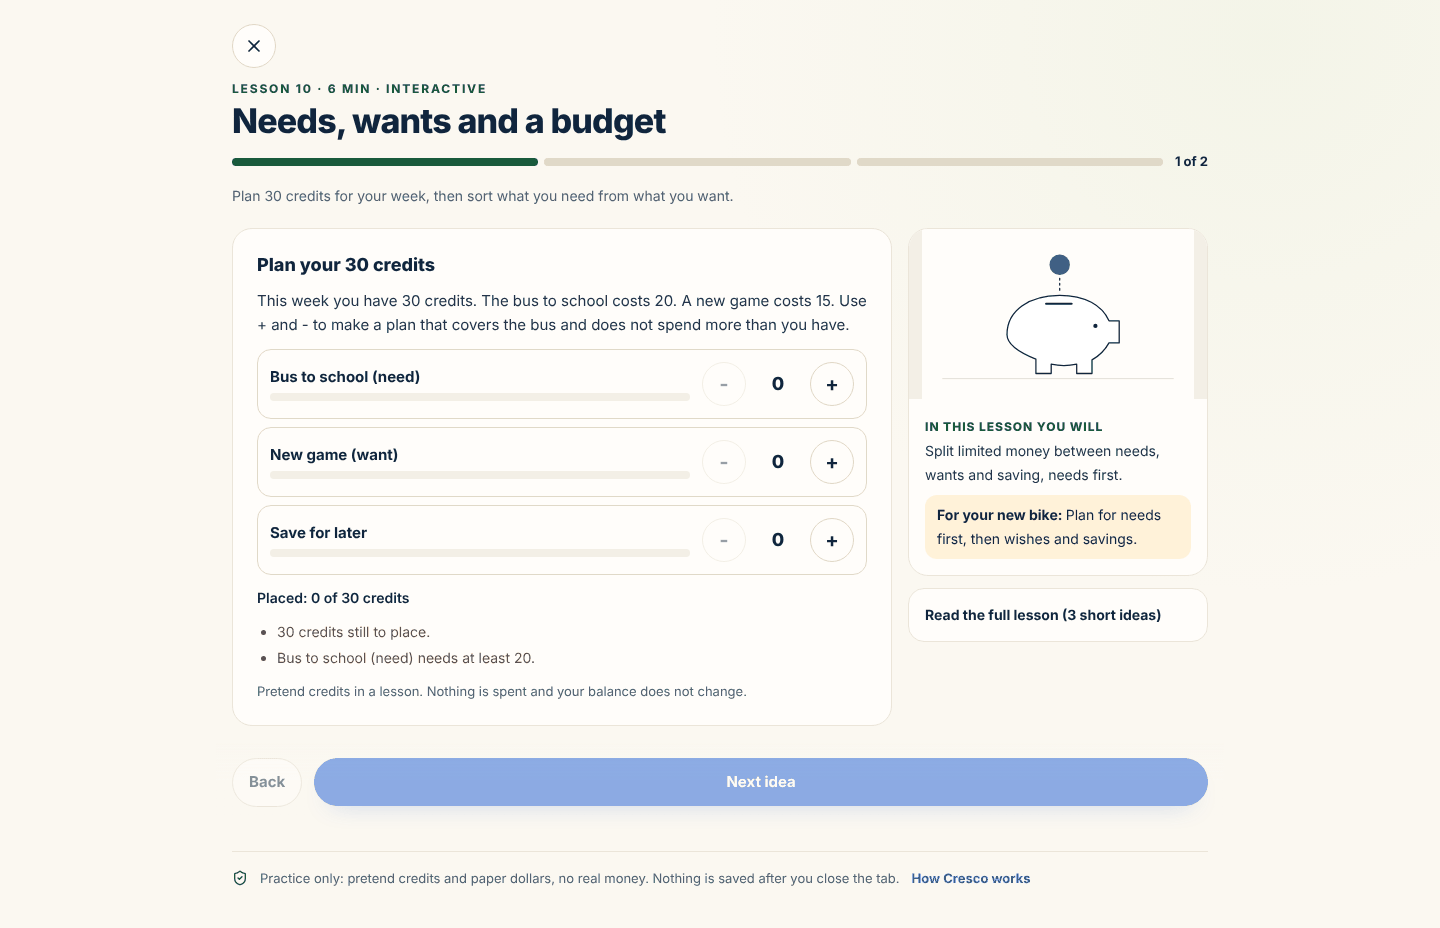 LESSON 10 · 6 MIN · INTERACTIVE
Needs, wants and a budget
1 of 2
Plan 30 credits for your week, then sort what you need from what you want.
Plan your 30 credits
This week you have 30 credits. The bus to school costs 20. A new game costs 15. Use
+ and - to make a plan that covers the bus and does not spend more than you have.
Bus to school (need)
- 0 +
New game (want)
- 0 +
Save for later
- 0 +
Placed: 0 of 30 credits
• 30 credits still to place.
• Bus to school (need) needs at least 20.
Pretend credits in a lesson. Nothing is spent and your balance does not change.
IN THIS LESSON YOU WILL
Split limited money between needs,
wants and saving, needs first.
For your new bike: Plan for needs
first, then wishes and savings.
Read the full lesson (3 short ideas)
Back
Next idea
Practice only: pretend credits and paper dollars, no real money. Nothing is saved after you close the tab. How Cresco works